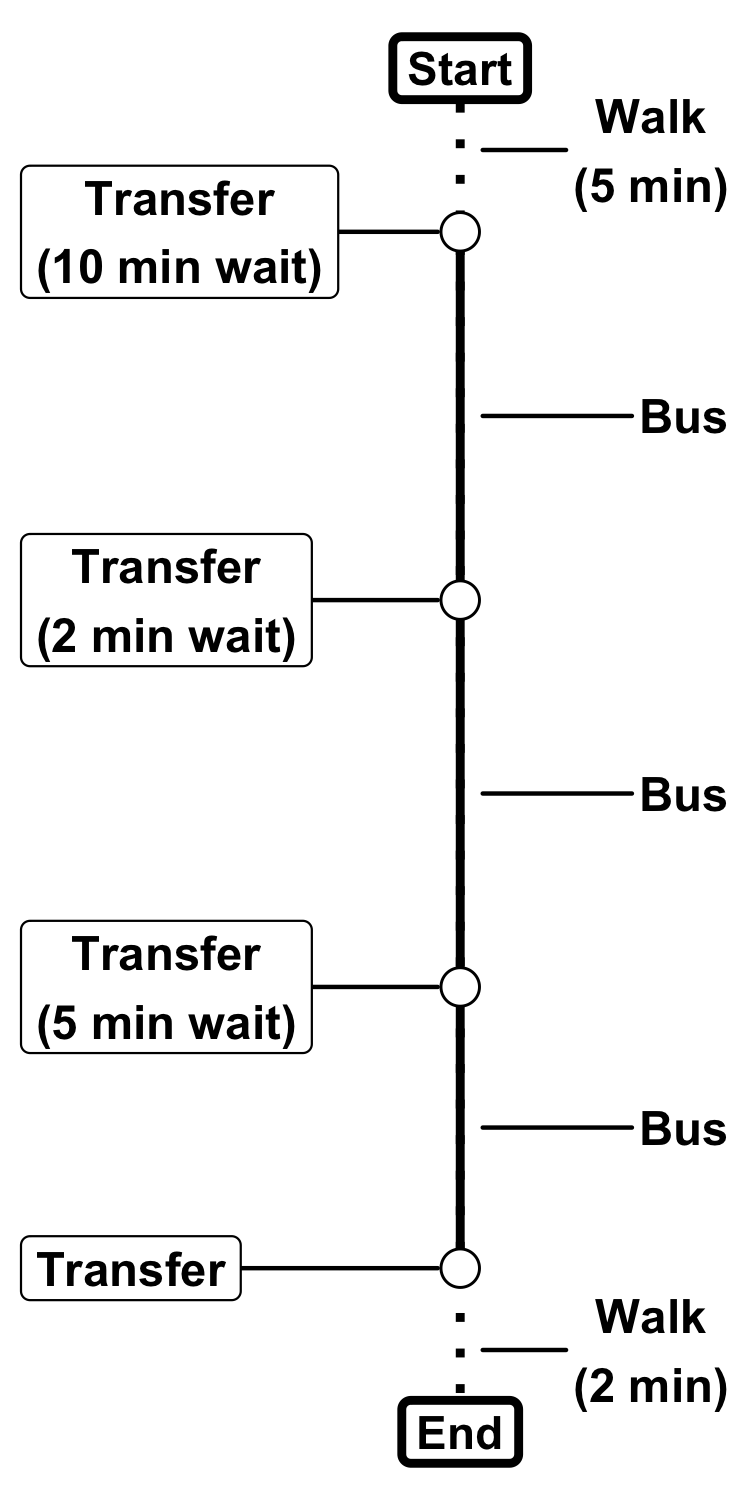 Start
Walk
(5 min)
Transfer
(10 min wait)
Bus
Transfer
(2 min wait)
Bus
Transfer
(5 min wait)
Bus
Transfer
Walk
(2 min)
End